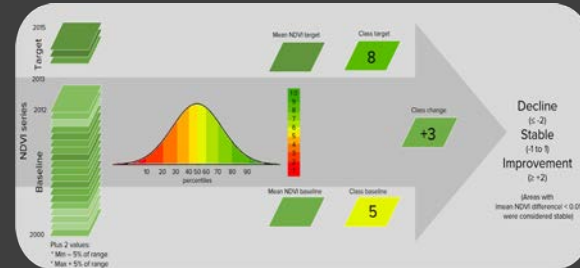 2015
Target
2013
NDVI series
2012
Baseline
2000
Plus 2 values:
* Min – 5% of range
* Max + 5% of range
10 20 30 40 50 60 70 80 90
percentiles
Mean NDVI target
Class target
8
Class change
+3
Mean NDVI baseline
Class baseline
5
Decline
(≤ -2)
Stable
(-1 to 1)
Improvement
(≥ +2)
(Areas with
were considered stable)